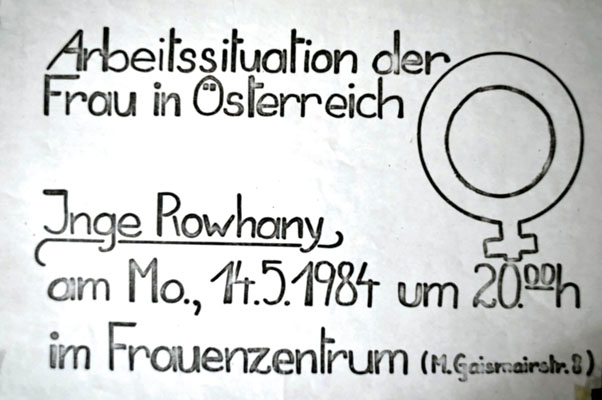 Arbeitssituation der
Frau in Österreich
Inge Rowhany
am Mo., 14.5.1984 um 20.00h
im Frauenzentrum (M.Gaismairstr.8)